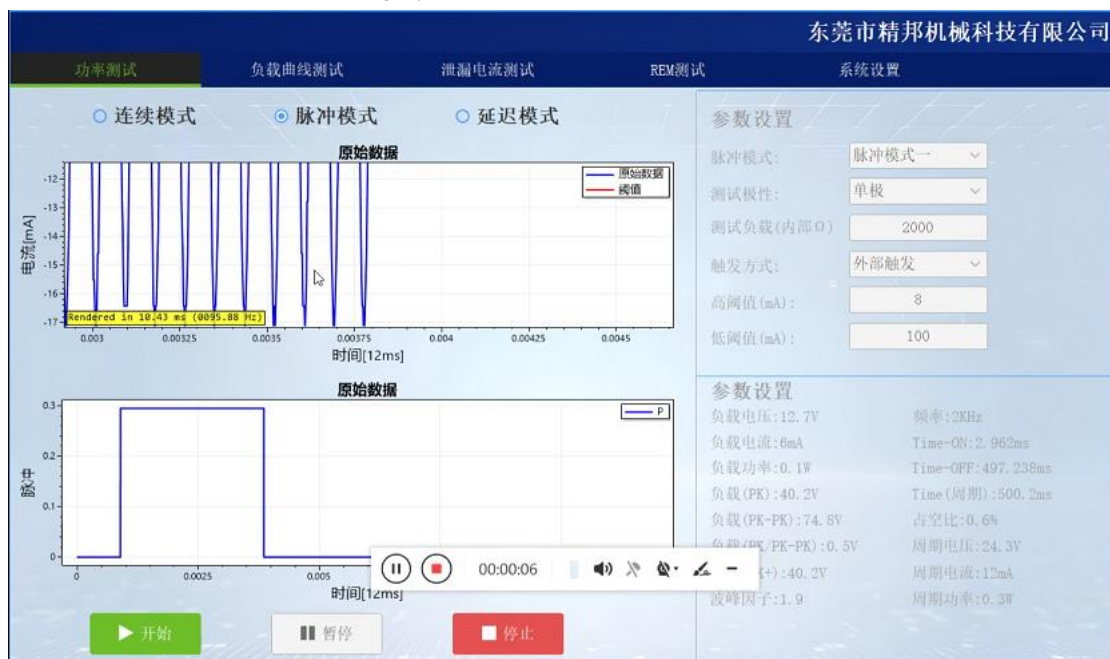 东莞市精邦机械科技有限公司
功率测试 负载曲线测试 泄漏电流测试 REM测试 系统设置
连续模式 脉冲模式 延迟模式
原始数据
原始数据
阈值
电流[mA]
-12
-13
-14
-15
-16
-17
Rendered in 10.43 ms (0095.88 Hz)
0.003 0.00325 0.0035 0.00375 0.004 0.00425 0.0045
时间[12ms]
原始数据
P
脉冲
0.3
0.2
0.1
0
0 0.0025 0.005
时间[12ms]
00:00:06
开始 暂停 停止
参数设置
脉冲模式: 脉冲模式一
测试极性: 单极
测试负载(内部Ω) 2000
触发方式: 外部触发
高阈值(mA): 8
低阈值(mA): 100
参数设置
负载电压:12.7V 频率:2KHz
负载电流:6mA Time-ON:2.962ms
负载功率:0.1W Time-OFF:497.238ms
负载(PK):40.2V Time(周期):500.2ms
负载(PK-PK):74.8V 占空比:0.6%
负载(PK/PK-PK):0.5V 周期电压:24.3V
+):40.2V 周期电流:12mA
波峰因子:1.9 周期功率:0.3W